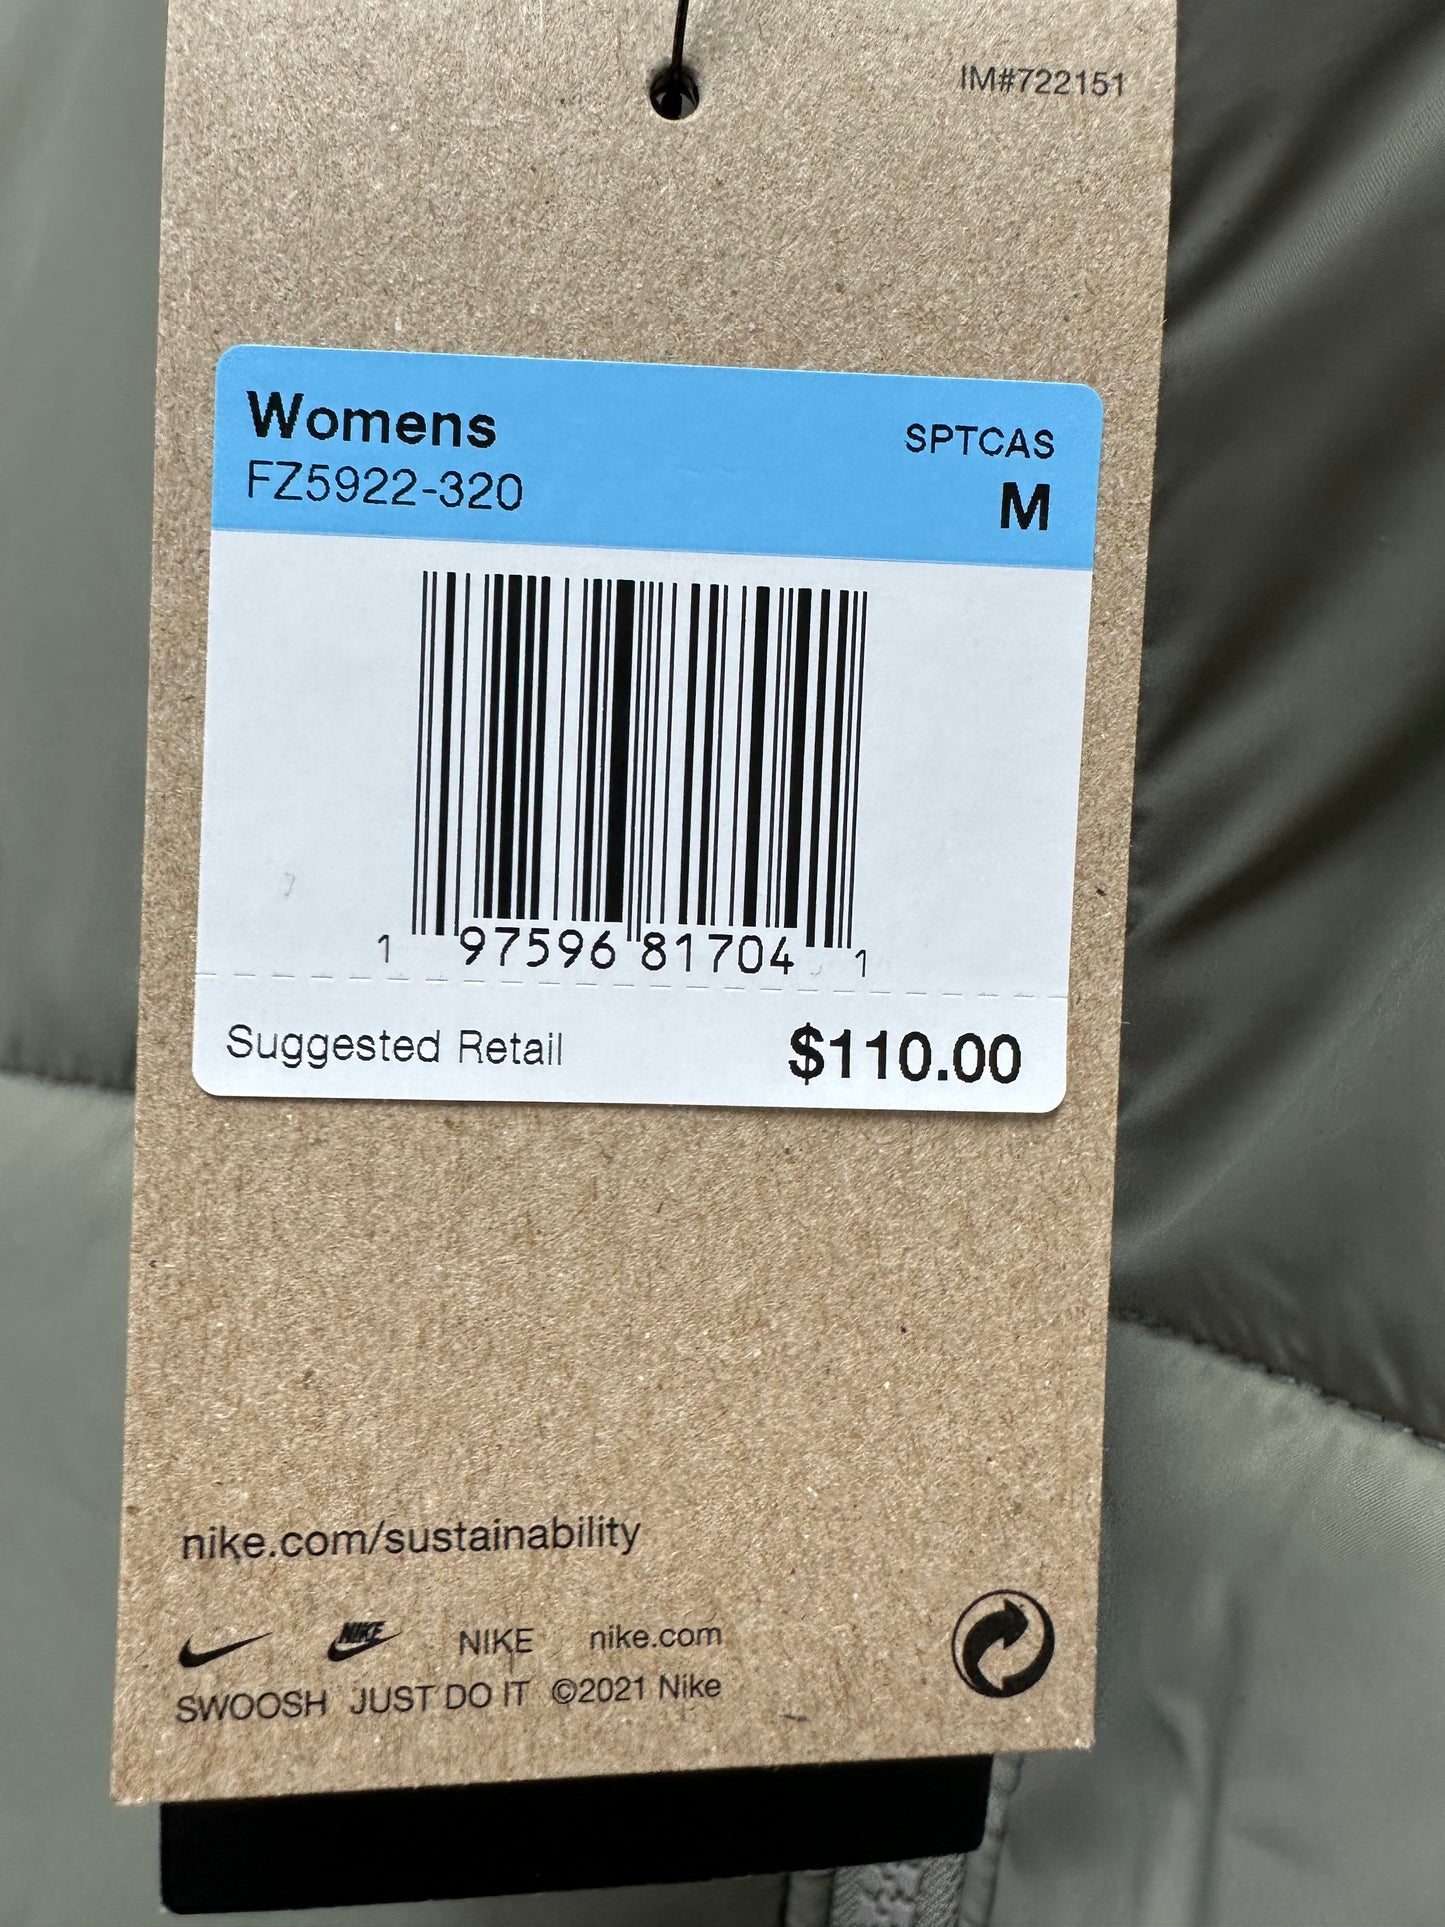 IM#722151
Womens
SPTCAS
FZ5922-320
M
1 97596 81704 1
Suggested Retail $110.00
nike.com/sustainability
NIKE NIKE nike.com
SWOOSH JUST DO IT ©2021 Nike